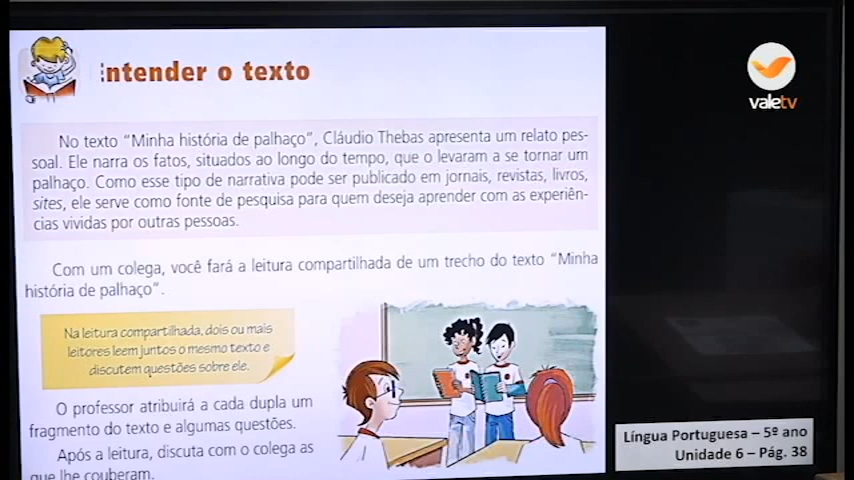 Entender o texto
valetv
No texto "Minha história de palhaço", Cláudio Thebas apresenta um relato pes-
soal. Ele narra os fatos, situados ao longo do tempo, que o levaram a se tornar um
palhaço. Como esse tipo de narrativa pode ser publicado em jornais, revistas, livros,
sites, ele serve como fonte de pesquisa para quem deseja aprender com as experiên-
cias vividas por outras pessoas.
Com um colega, você fará a leitura compartilhada de um trecho do texto "Minha
história de palhaço".
Na leitura compartilhada, dois ou mais
leitores leem juntos o mesmo texto e
discutem questões sobre ele.
O professor atribuirá a cada dupla um
fragmento do texto e algumas questões.
Após a leitura, discuta com o colega as
que lhe couberam.
Língua Portuguesa – 5º ano
Unidade 6 – Pág. 38